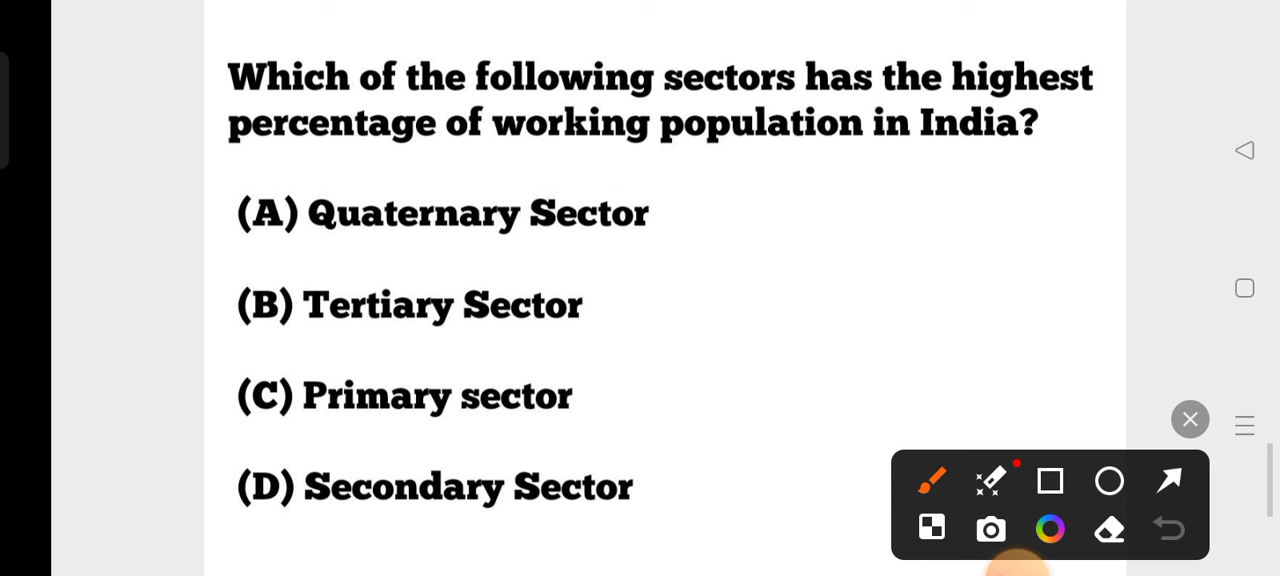 Which of the following sectors has the highest
percentage of working population in India?
(A) Quaternary Sector
(B) Tertiary Sector
(C) Primary sector
(D) Secondary Sector